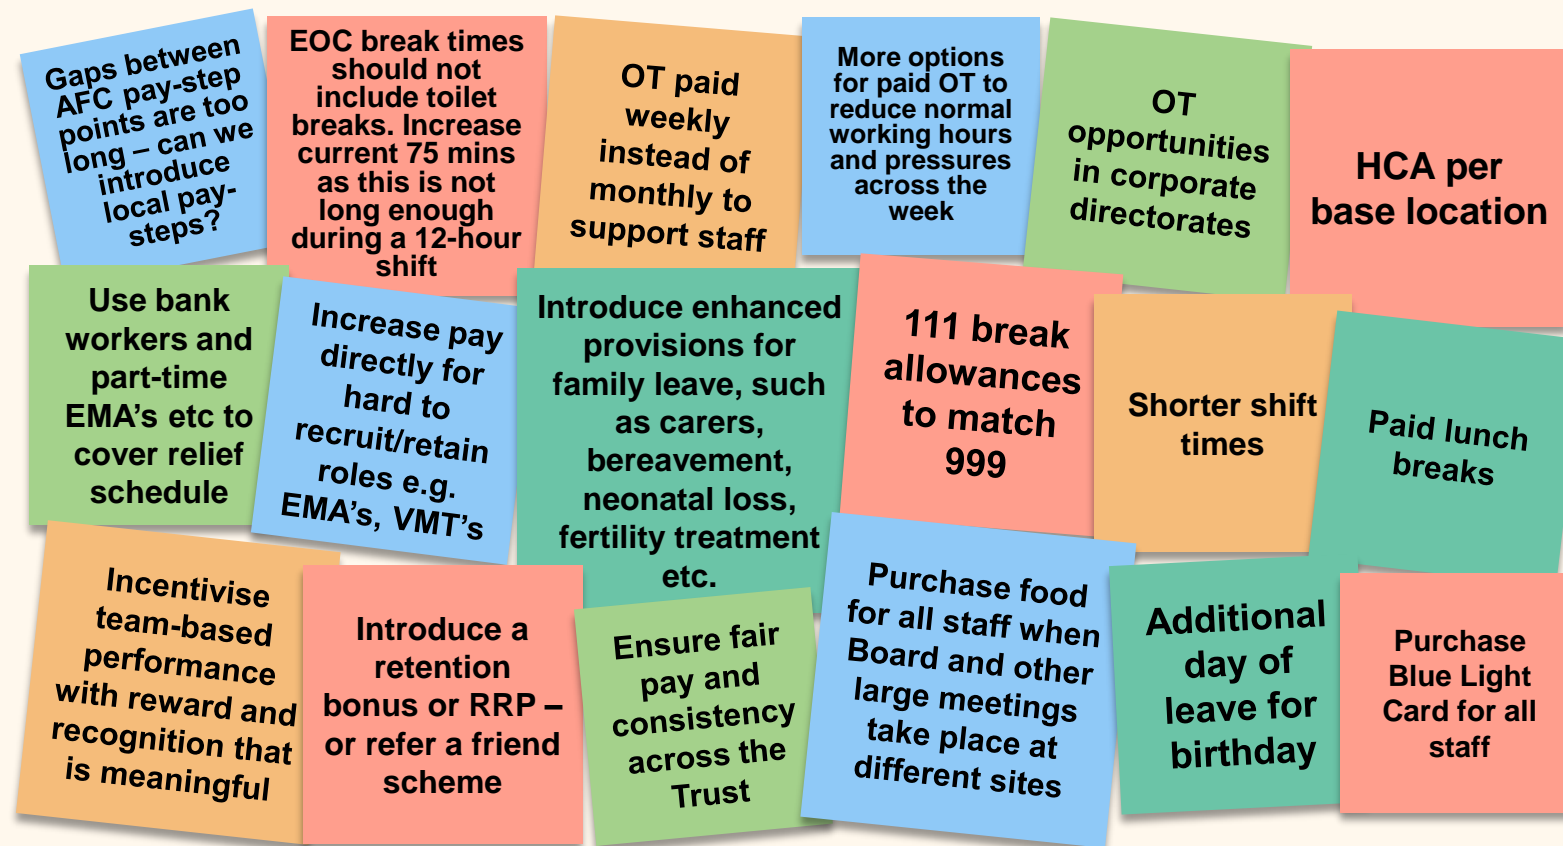 Gaps between
AFC pay-step
points are too
long – can we
introduce
local pay-
steps?
EOC break times
should not
include toilet
breaks. Increase
current 75 mins
as this is not
long enough
during a 12-hour
shift
OT paid
weekly
instead of
monthly to
support staff
More options
for paid OT to
reduce normal
working hours
and pressures
across the
week
OT
opportunities
in corporate
directorates
HCA per
base location
Use bank
workers and
part-time
EMA's etc to
cover relief
schedule
Increase pay
directly for
hard to
recruit/retain
roles e.g.
EMA's, VMT's
Introduce enhanced
provisions for
family leave, such
as carers,
bereavement,
neonatal loss,
fertility treatment
etc.
111 break
allowances
to match
999
Shorter shift
times
Paid lunch
breaks
Incentivise
team-based
performance
with reward and
recognition that
is meaningful
Introduce a
retention
bonus or RRP –
or refer a friend
scheme
Ensure fair
pay and
consistency
across the
Trust
Purchase food
for all staff when
Board and other
large meetings
take place at
different sites
Additional
day of
leave for
birthday
Purchase
Blue Light
Card for all
staff